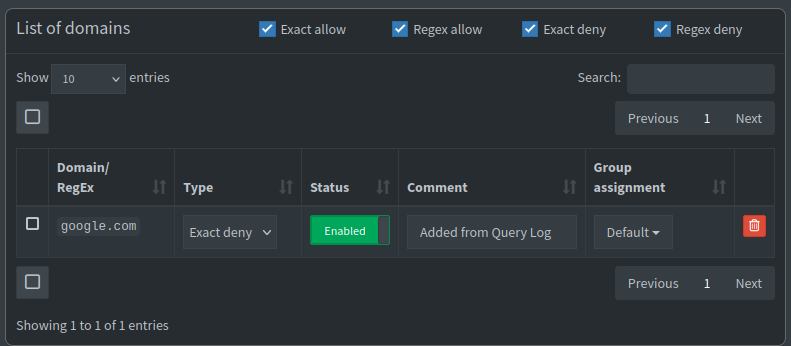 List of domains
Exact allow
Regex allow
Exact deny
Regex deny
Show 10 entries
Search:
Previous 1 Next
Domain/
RegEx
Type
Status
Comment
Group
assignment
google.com
Exact deny
Enabled
Added from Query Log
Default
Previous 1 Next
Showing 1 to 1 of 1 entries